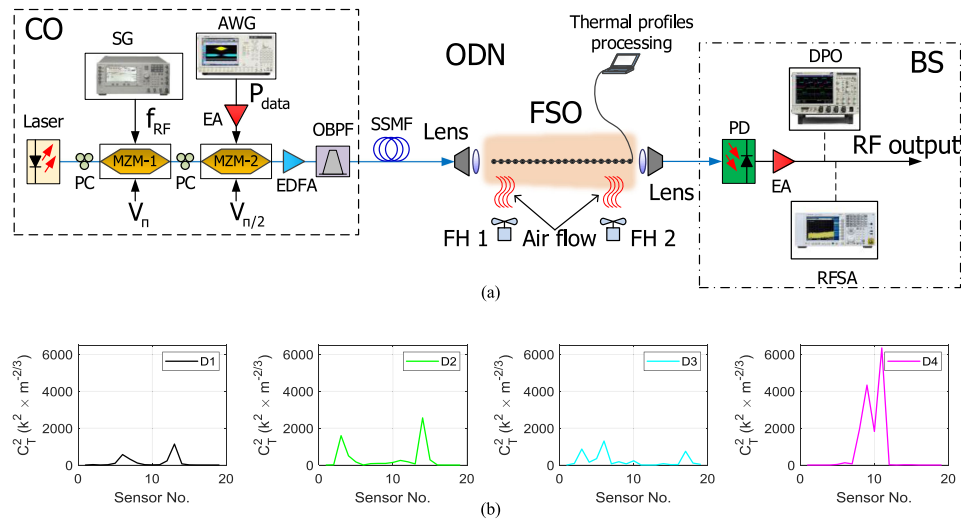 CO
SG
AWG
f_RF
EA
P_data
Laser
OBPF
SSMF
MZM-1
MZM-2
PC
PC
EDFA
V_π
V_π/2
ODN
Thermal profiles
processing
FSO
Lens
Lens
FH 1
Air flow
FH 2
BS
DPO
PD
RF output
EA
RFSA
(a)
C_T^2 (k^2 × m^-2/3)
6000
4000
2000
0
0
10
20
Sensor No.
D1
C_T^2 (k^2 × m^-2/3)
6000
4000
2000
0
0
10
20
Sensor No.
D2
C_T^2 (k^2 × m^-2/3)
6000
4000
2000
0
0
10
20
Sensor No.
D3
C_T^2 (k^2 × m^-2/3)
6000
4000
2000
0
0
10
20
Sensor No.
D4
(b)